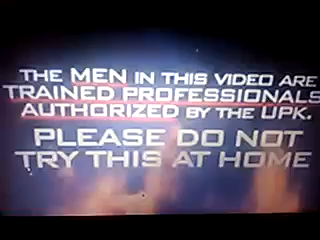 THE MEN IN THIS VIDEO ARE
TRAINED PROFESSIONALS
AUTHORIZED BY THE UPK.
PLEASE DO NOT
TRY THIS AT HOME